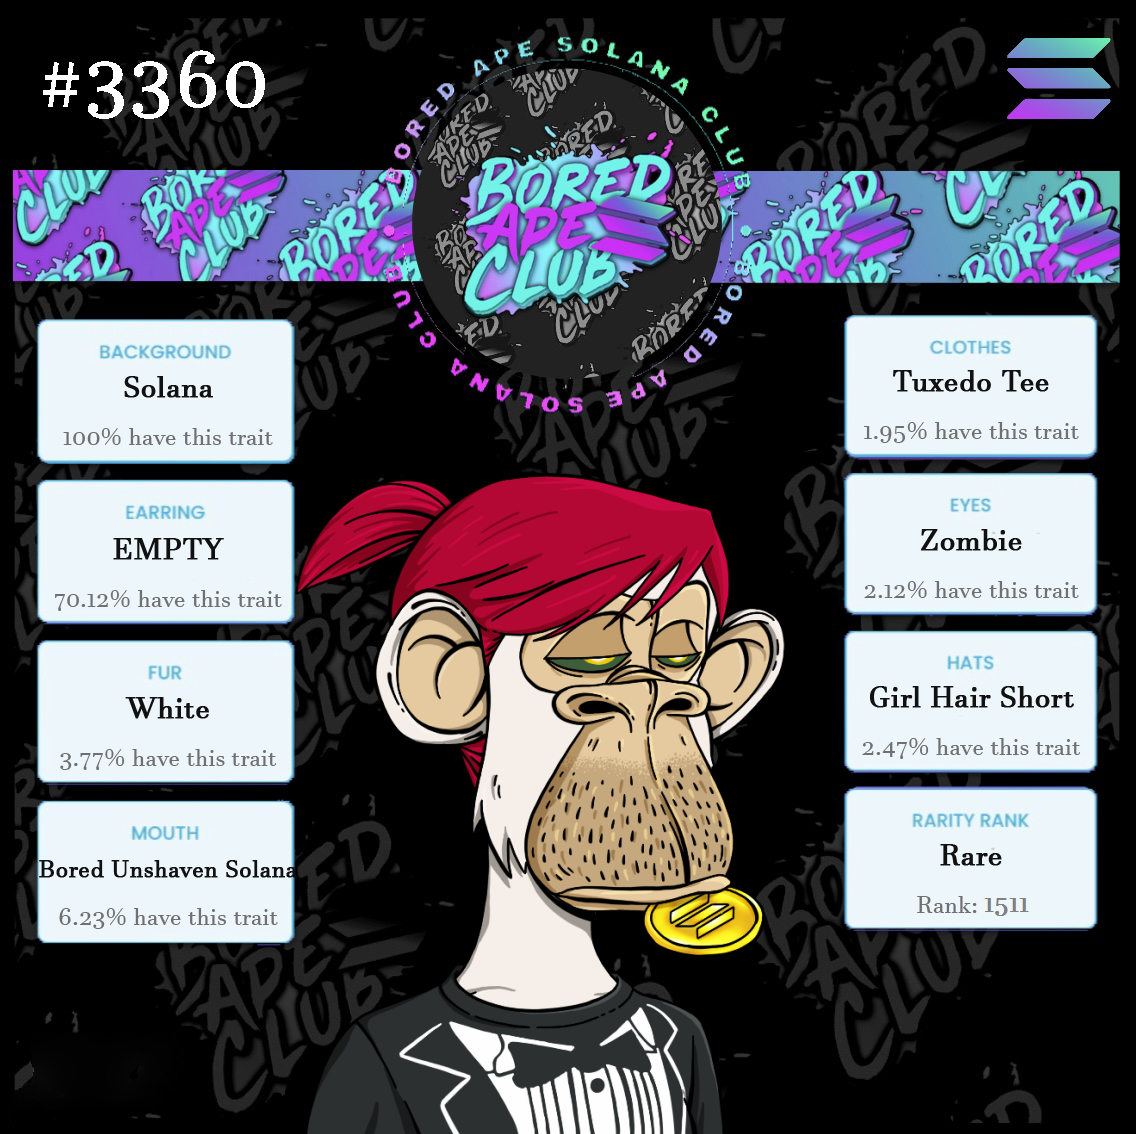 #3360
BORED APE SOLANA CLUB
BORED
APE
CLUB
BORED APE SOLANA CLUB
BACKGROUND
Solana
100% have this trait
EARRING
EMPTY
70.12% have this trait
FUR
White
3.77% have this trait
MOUTH
Bored Unshaven Solana
6.23% have this trait
CLOTHES
Tuxedo Tee
1.95% have this trait
EYES
Zombie
2.12% have this trait
HATS
Girl Hair Short
2.47% have this trait
RARITY RANK
Rare
Rank: 1511